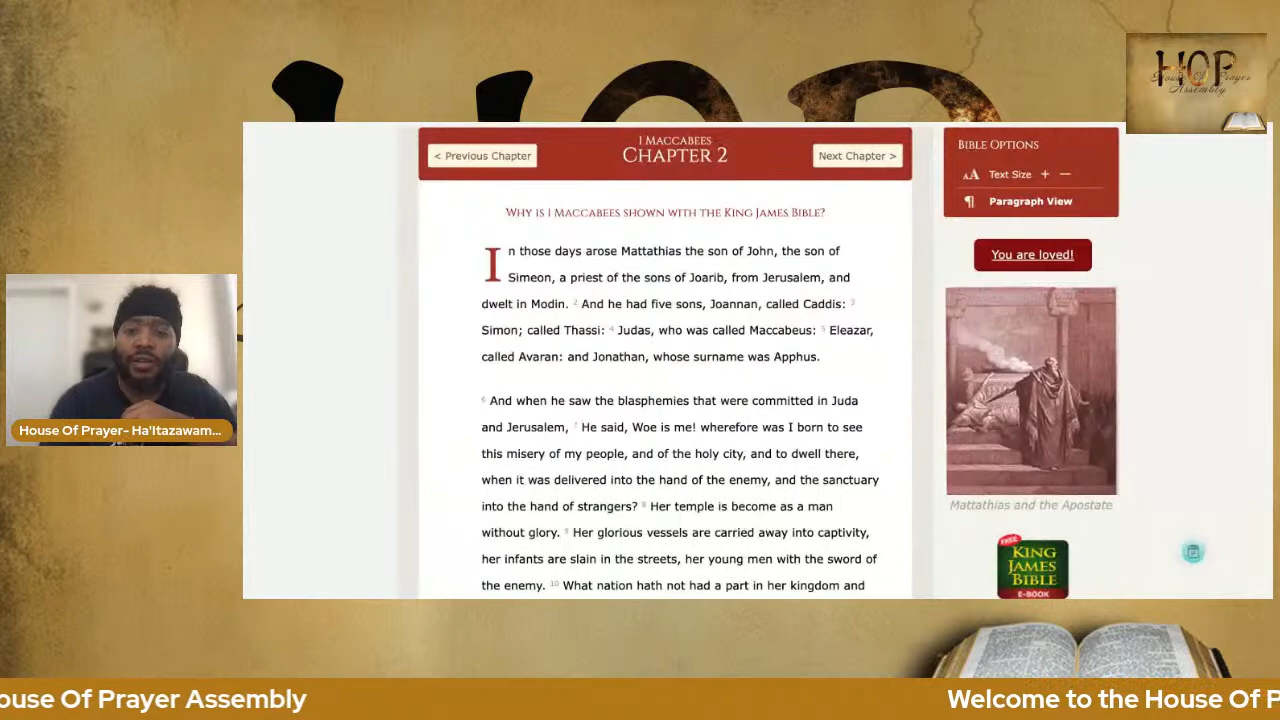 HOP
House Of Prayer
Assembly
1 MACCABEES
CHAPTER 2
< Previous Chapter
Next Chapter >
WHY IS 1 MACCABEES SHOWN WITH THE KING JAMES BIBLE?
In those days arose Mattathias the son of John, the son of
Simeon, a priest of the sons of Joarib, from Jerusalem, and
dwelt in Modin. 2 And he had five sons, Joannan, called Caddis: 3
Simon; called Thassi: 4 Judas, who was called Maccabeus: 5 Eleazar,
called Avaran: and Jonathan, whose surname was Apphus.
6 And when he saw the blasphemies that were committed in Juda
and Jerusalem, 7 He said, Woe is me! wherefore was I born to see
this misery of my people, and of the holy city, and to dwell there,
when it was delivered into the hand of the enemy, and the sanctuary
into the hand of strangers? 8 Her temple is become as a man
without glory. 9 Her glorious vessels are carried away into captivity,
her infants are slain in the streets, her young men with the sword of
the enemy. 10 What nation hath not had a part in her kingdom and
BIBLE OPTIONS
AA Text Size + −
¶ Paragraph View
You are loved!
Mattathias and the Apostate
FREE
KING
JAMES
BIBLE
E-BOOK
House Of Prayer- Ha'Itazawam...
ouse Of Prayer Assembly
Welcome to the House Of P